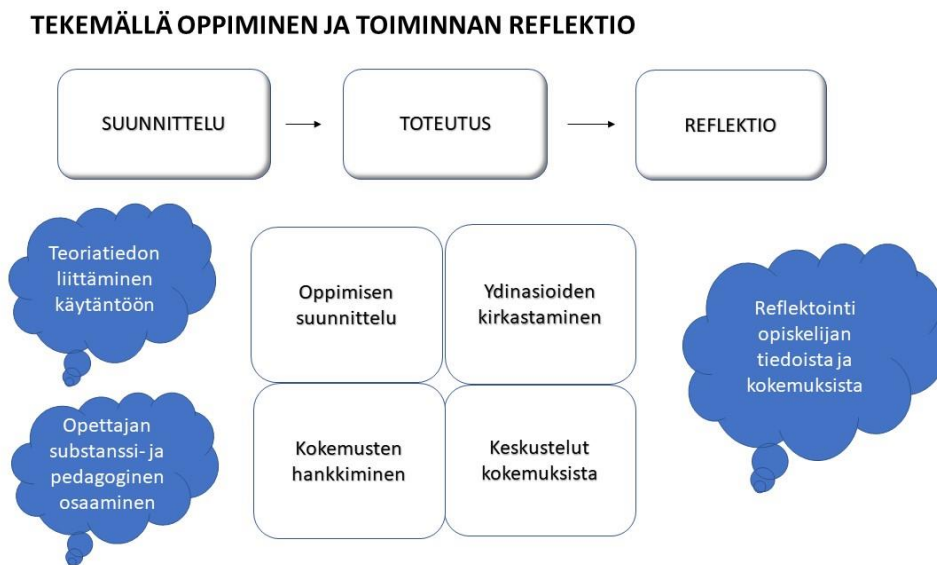 TEKEMÄLLÄ OPPIMINEN JA TOIMINNAN REFLEKTIO
SUUNNITTELU
TOTEUTUS
REFLEKTIO
Teoriatiedon
liittäminen
käytäntöön
Opettajan
substanssi- ja
pedagoginen
osaaminen
Oppimisen
suunnittelu
Ydinasioiden
kirkastaminen
Kokemusten
hankkiminen
Keskustelut
kokemuksista
Reflektointi
opiskelijan
tiedoista ja
kokemuksista